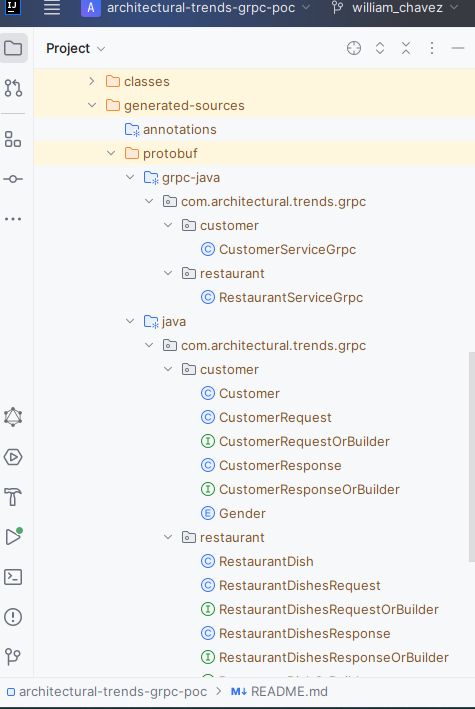 IJ
A architectural-trends-grpc-poc
william_chavez
Project
classes
generated-sources
annotations
protobuf
grpc-java
com.architectural.trends.grpc
customer
C CustomerServiceGrpc
restaurant
C RestaurantServiceGrpc
java
com.architectural.trends.grpc
customer
C Customer
C CustomerRequest
I CustomerRequestOrBuilder
C CustomerResponse
I CustomerResponseOrBuilder
E Gender
restaurant
C RestaurantDish
C RestaurantDishesRequest
I RestaurantDishesRequestOrBuilder
C RestaurantDishesResponse
I RestaurantDishesResponseOrBuilder
architectural-trends-grpc-poc > M↓ README.md